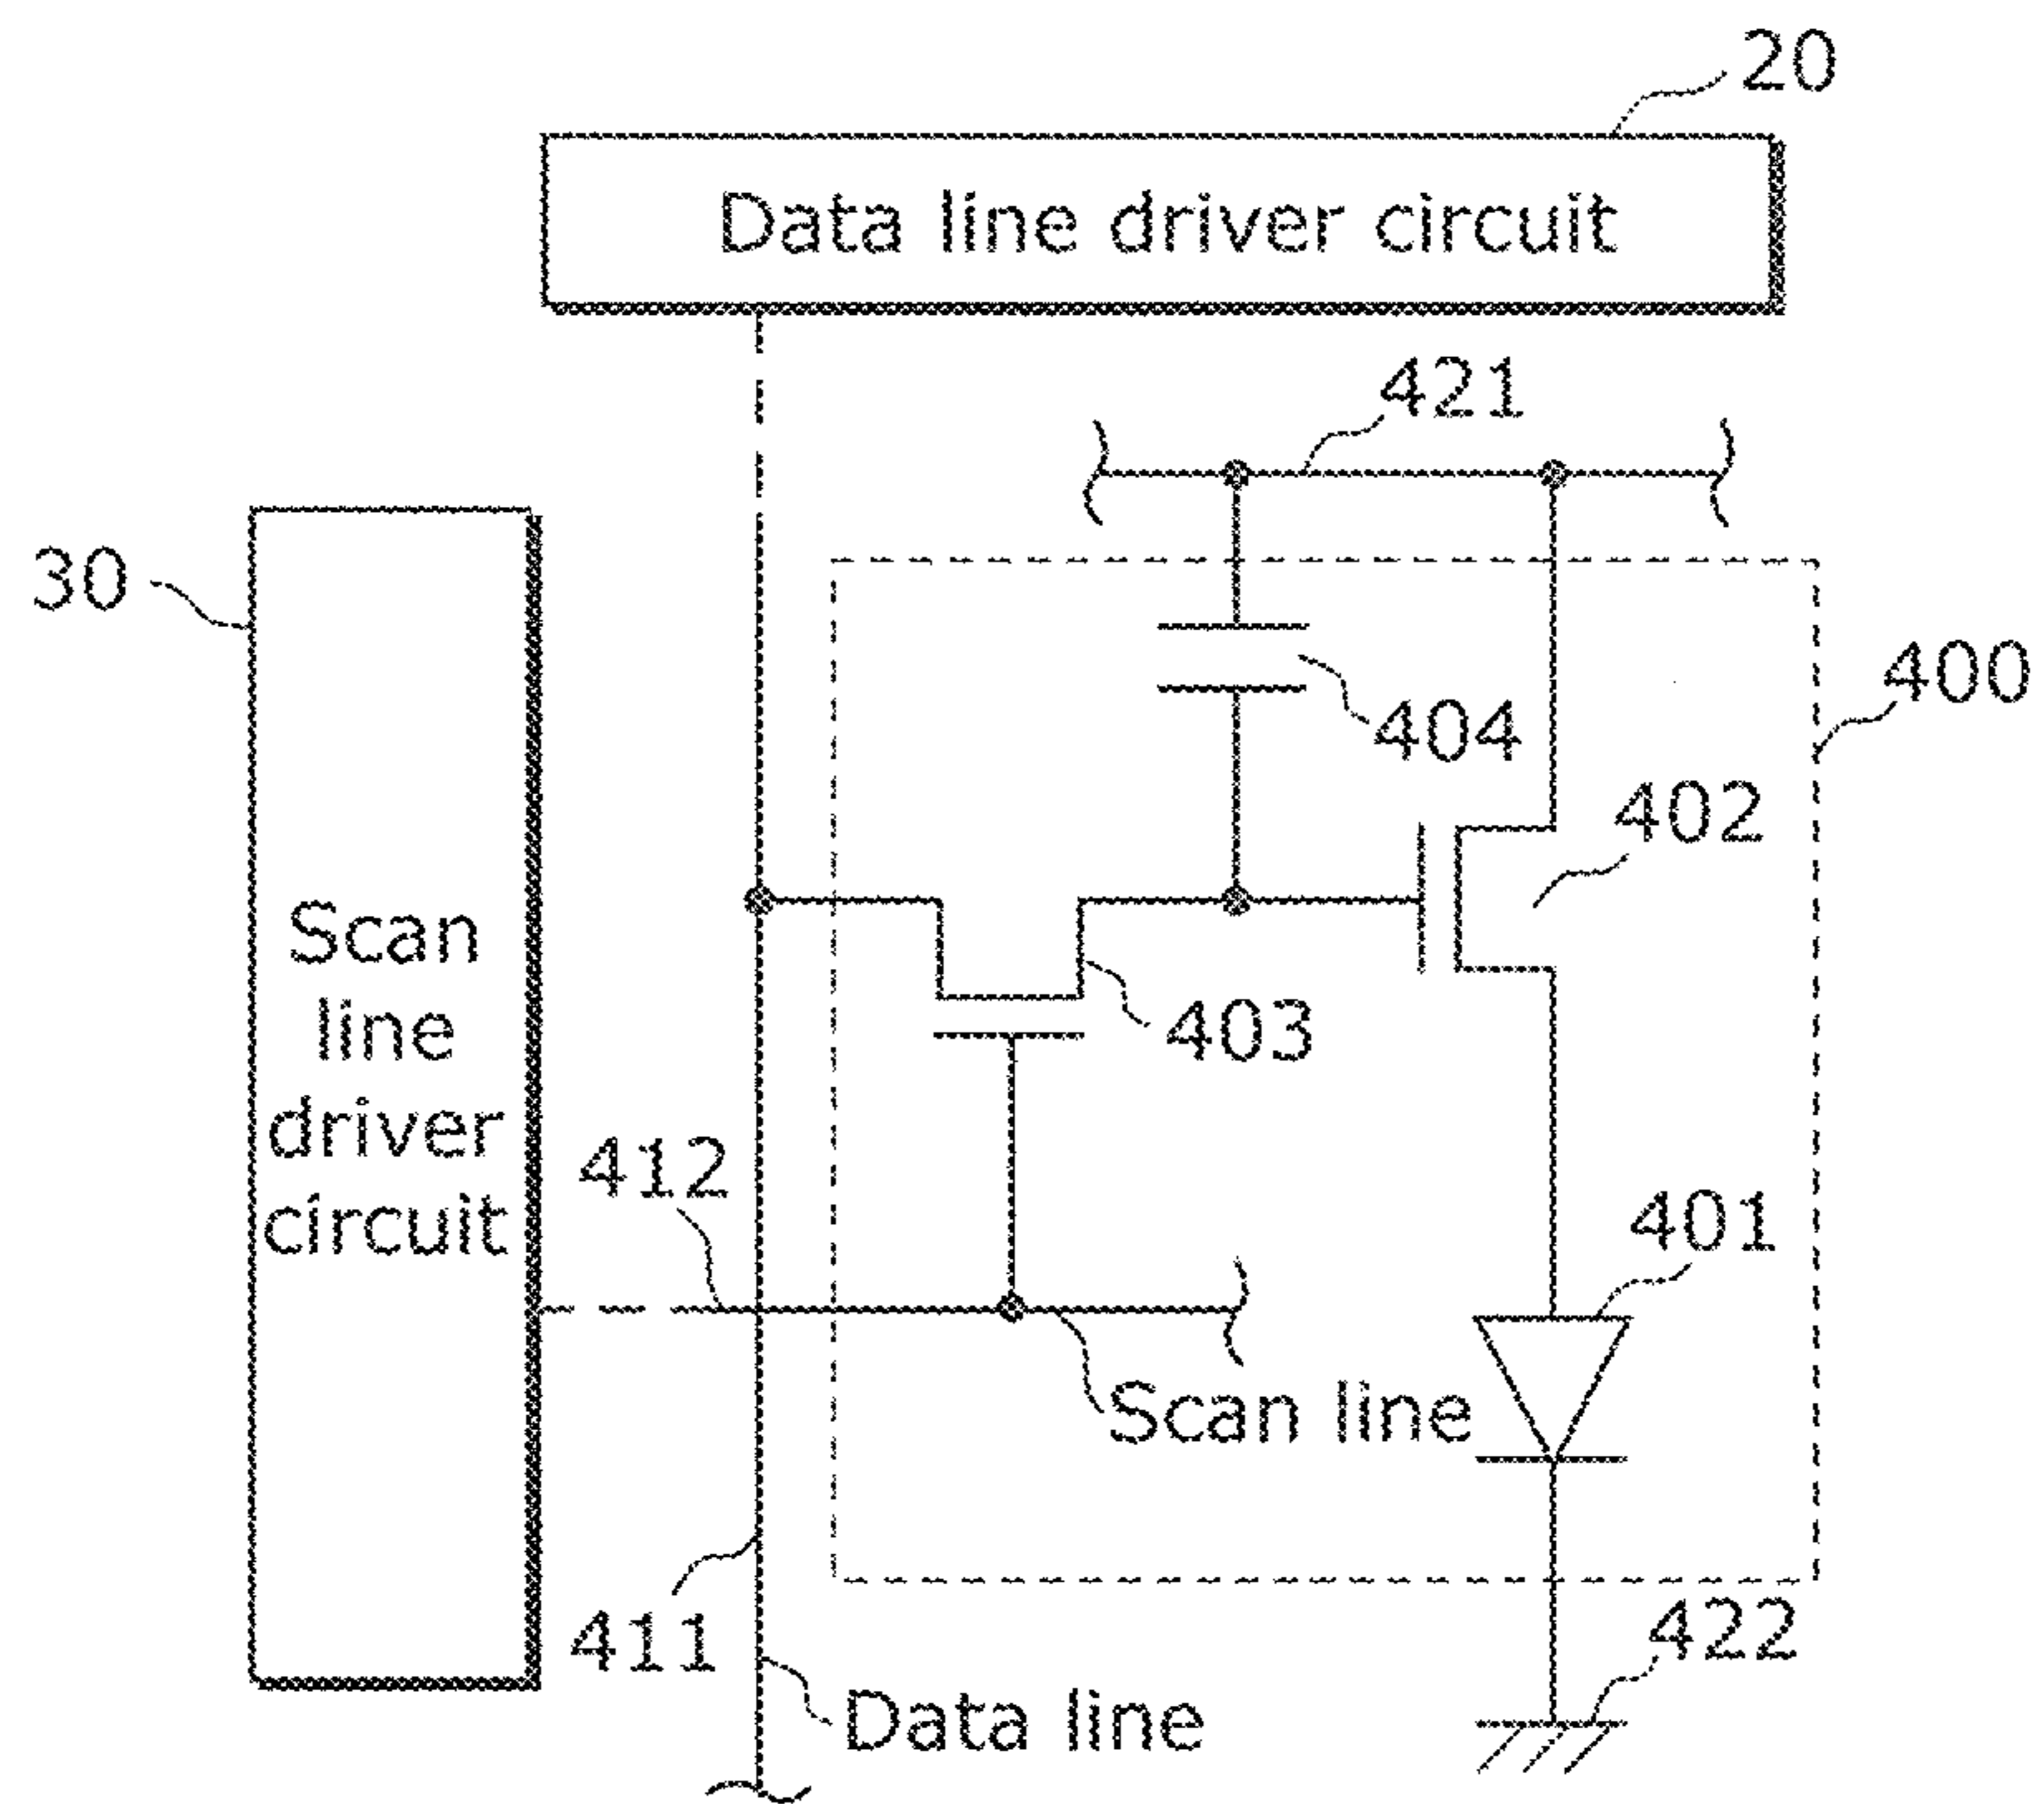 20
Data line driver circuit
421
30
400
404
402
Scan
line
driver
circuit
403
412
401
Scan line
411
422
Data line